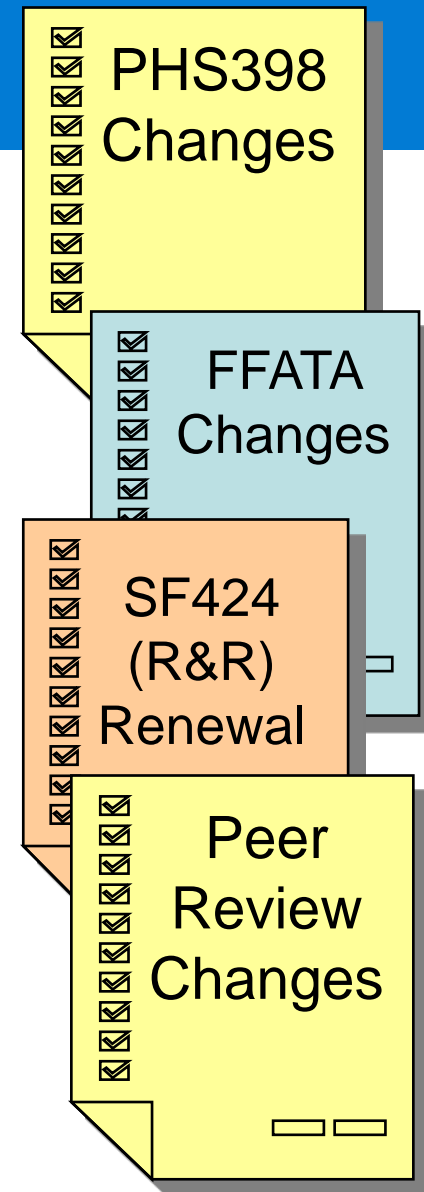 PHS398
Changes
FFATA
Changes
SF424
(R&R)
Renewal
Peer
Review
Changes